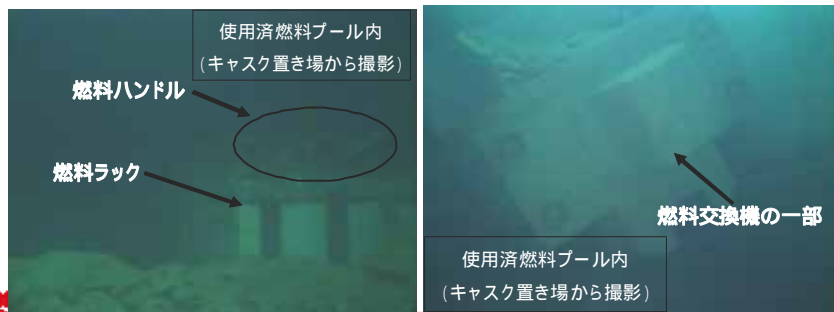 使用済燃料プール内
(キャスク置き場から撮影)
燃料ハンドル
燃料ラック
燃料交換機の一部
使用済燃料プール内
(キャスク置き場から撮影)